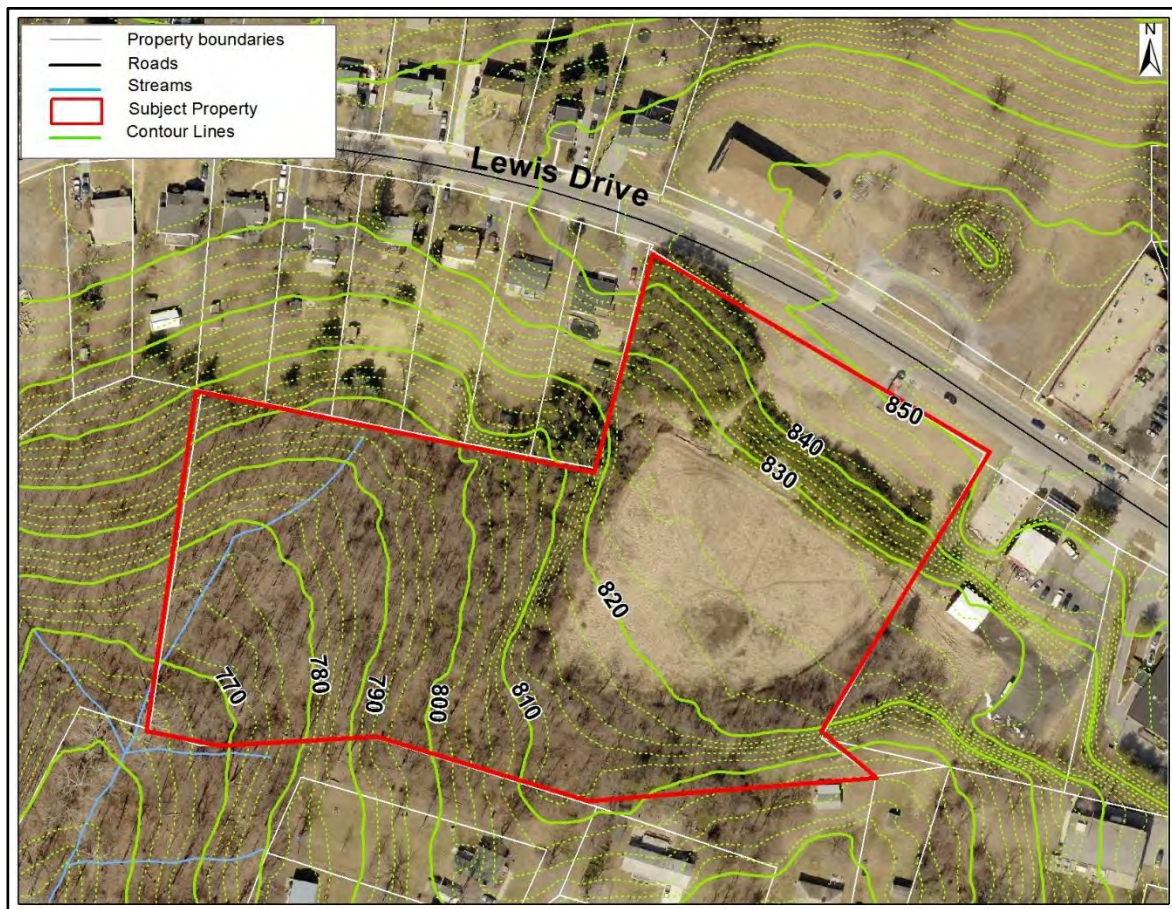 Property boundaries
Roads
Streams
Subject Property
Contour Lines
N
Lewis Drive
850
840
830
820
810
800
790
780
770